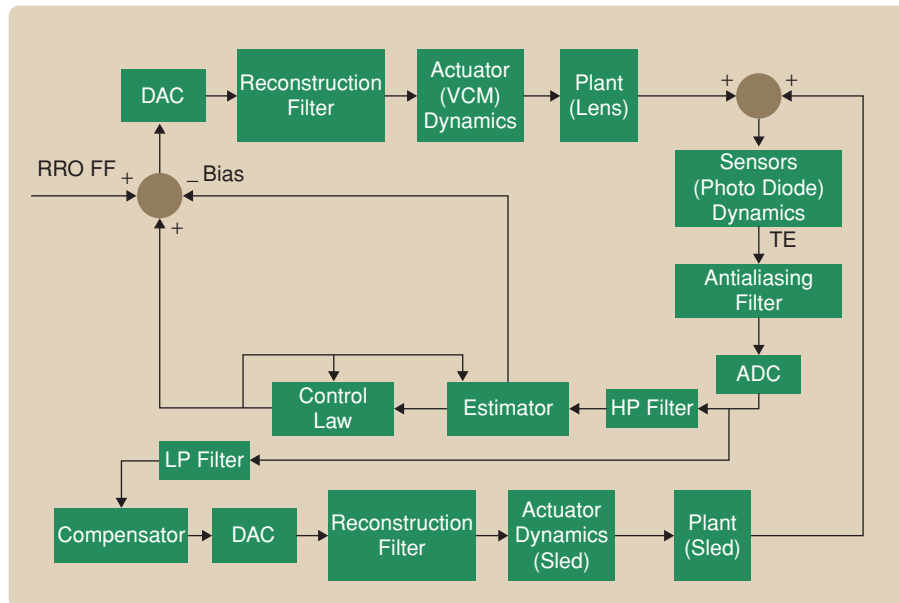 DAC
Reconstruction
Filter
Actuator
(VCM)
Dynamics
Plant
(Lens)
+
+
RRO FF
+
− Bias
+
Sensors
(Photo Diode)
Dynamics
TE
Antialiasing
Filter
ADC
HP Filter
Estimator
Control
Law
LP Filter
Compensator
DAC
Reconstruction
Filter
Actuator
Dynamics
(Sled)
Plant
(Sled)